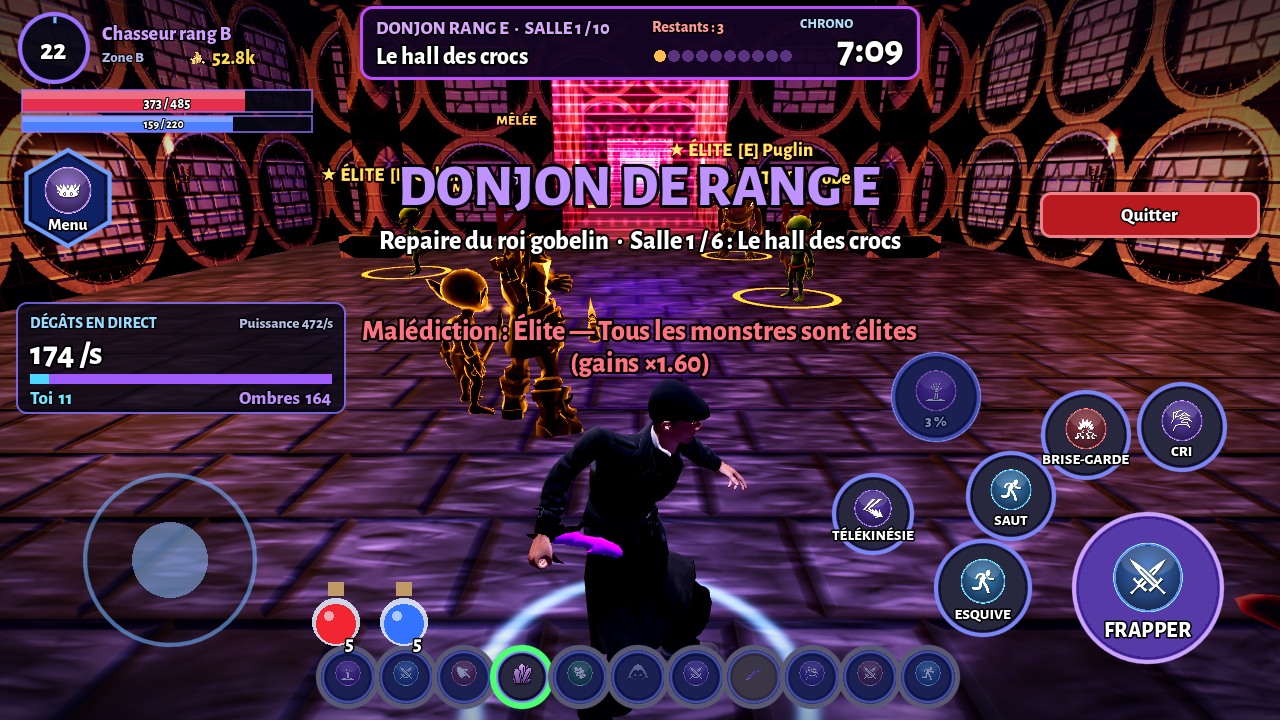 22
Chasseur rang B
Zone B
52.8k
373 / 485
159 / 220
DONJON RANG E · SALLE 1 / 10
Le hall des crocs
Restants : 3
CHRONO
7:09
Menu
MÊLÉE
★ ÉLITE [E] Puglin
★ ÉLITE
DONJON DE RANG E
Repaire du roi gobelin · Salle 1 / 6 : Le hall des crocs
Quitter
DÉGÂTS EN DIRECT
Puissance 472/s
174 /s
Toi 11
Ombres 164
Malédiction : Élite — Tous les monstres sont élites
(gains ×1.60)
3 %
BRISE-GARDE
CRI
SAUT
TÉLÉKINÉSIE
ESQUIVE
FRAPPER
5
5